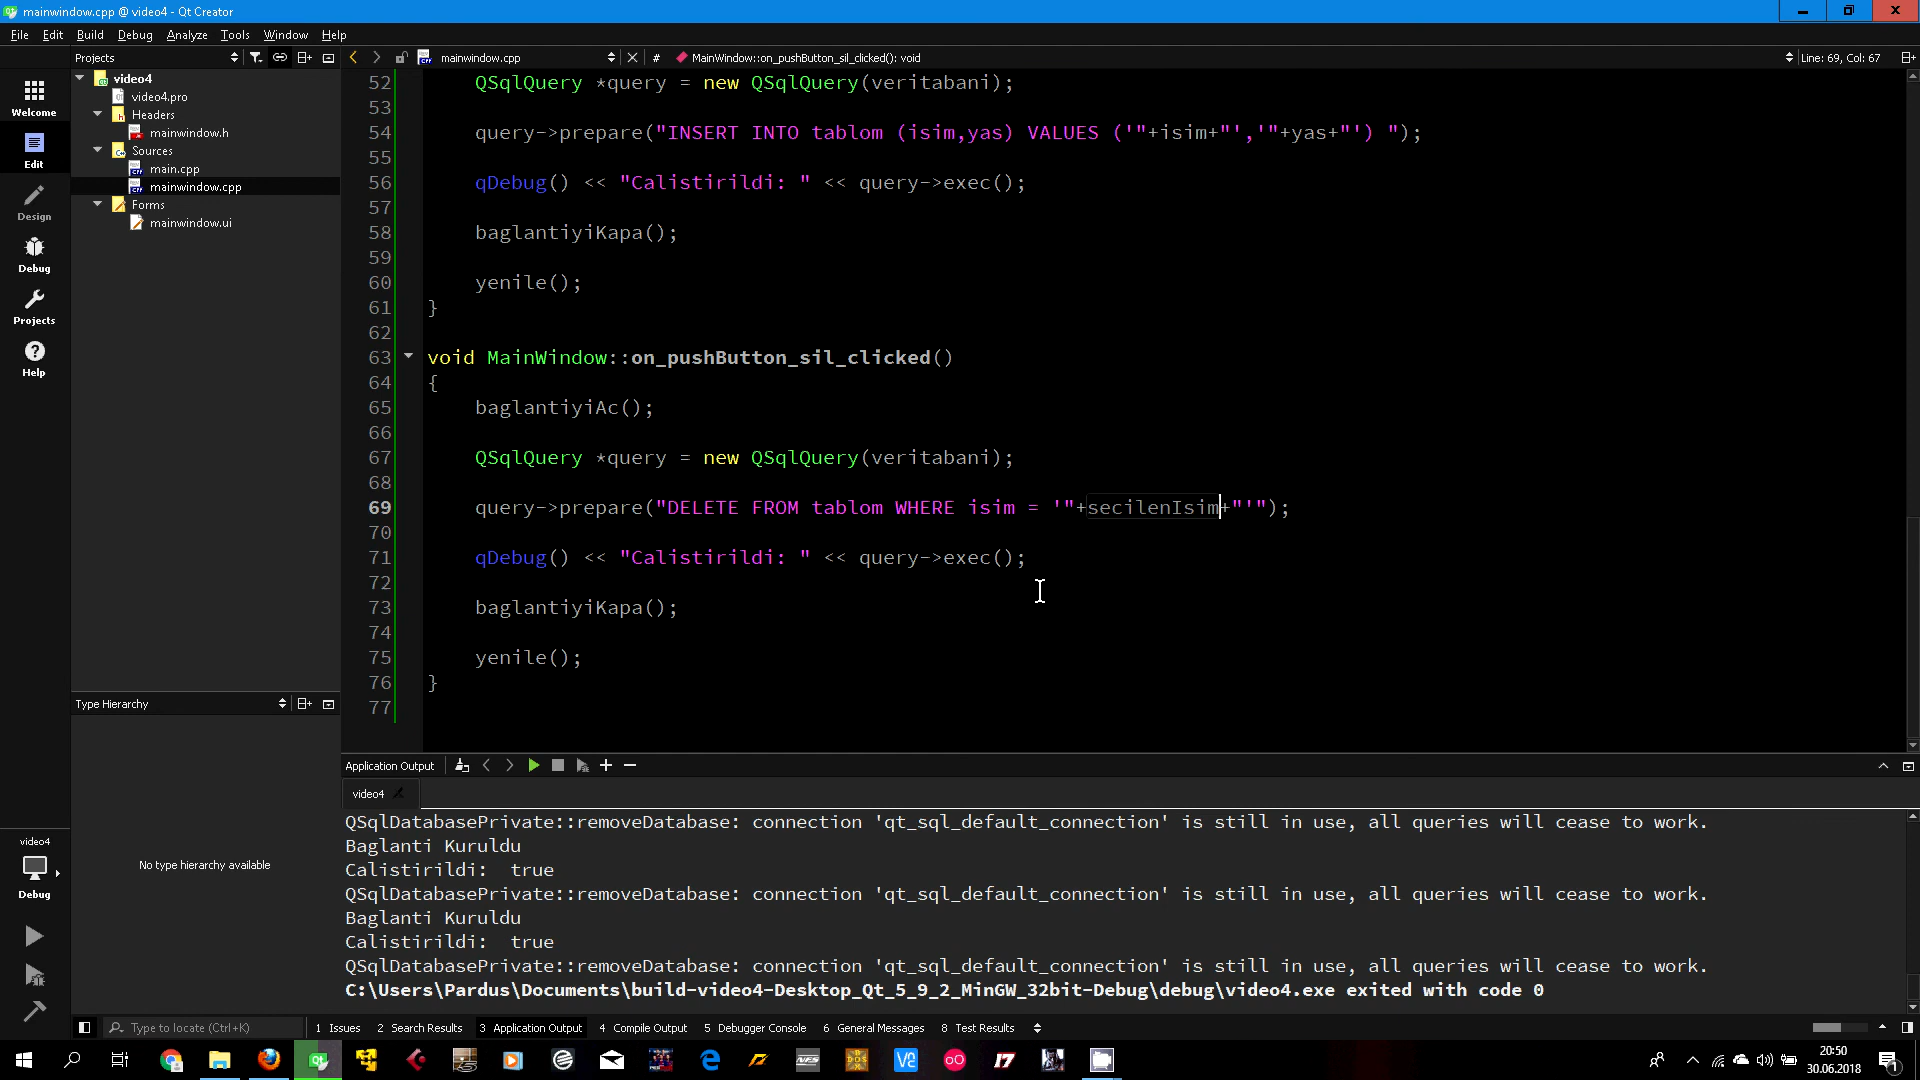 mainwindow.cpp @ video4 - Qt Creator
File Edit Build Debug Analyze Tools Window Help
Projects
mainwindow.cpp
#
MainWindow::on_pushButton_sil_clicked(): void
Line: 69, Col: 67
Welcome
Edit
Design
Debug
Projects
Help
video4
video4.pro
Headers
mainwindow.h
Sources
main.cpp
mainwindow.cpp
Forms
mainwindow.ui
52 QSqlQuery *query = new QSqlQuery(veritabani);
53
54 query->prepare("INSERT INTO tablom (isim,yas) VALUES ('"+isim+"','"+yas+"') ");
55
56 qDebug() << "Calistirildi: " << query->exec();
57
58 baglantiyiKapa();
59
60 yenile();
61 }
62
63 void MainWindow::on_pushButton_sil_clicked()
64 {
65 baglantiyiAc();
66
67 QSqlQuery *query = new QSqlQuery(veritabani);
68
69 query->prepare("DELETE FROM tablom WHERE isim = '"+secilenIsim+"'");
70
71 qDebug() << "Calistirildi: " << query->exec();
72
73 baglantiyiKapa();
74
75 yenile();
76 }
77
Type Hierarchy
No type hierarchy available
video4
Debug
Application Output
video4
QSqlDatabasePrivate::removeDatabase: connection 'qt_sql_default_connection' is still in use, all queries will cease to work.
Baglanti Kuruldu
Calistirildi:  true
QSqlDatabasePrivate::removeDatabase: connection 'qt_sql_default_connection' is still in use, all queries will cease to work.
Baglanti Kuruldu
Calistirildi:  true
QSqlDatabasePrivate::removeDatabase: connection 'qt_sql_default_connection' is still in use, all queries will cease to work.
C:\Users\Pardus\Documents\build-video4-Desktop_Qt_5_9_2_MinGW_32bit-Debug\debug\video4.exe exited with code 0
Type to locate (Ctrl+K)
1 Issues 2 Search Results 3 Application Output 4 Compile Output 5 Debugger Console 6 General Messages 8 Test Results
20:50
30.06.2018